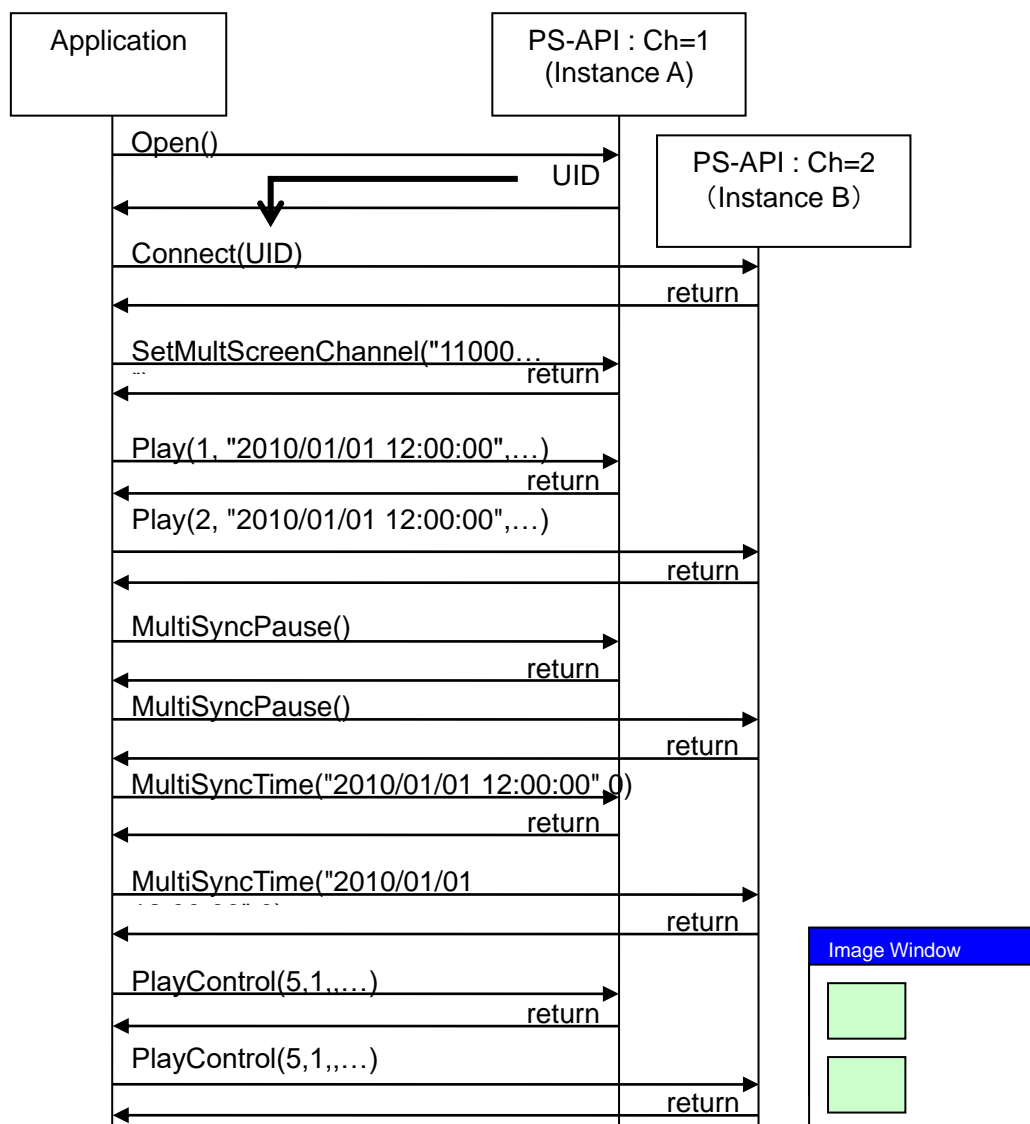 Application
PS-API : Ch=1
(Instance A)
Open()
UID
PS-API : Ch=2
（Instance B）
Connect(UID)
return
SetMultScreenChannel("11000…
return
Play(1, "2010/01/01 12:00:00",…)
return
Play(2, "2010/01/01 12:00:00",…)
return
MultiSyncPause()
return
MultiSyncPause()
return
MultiSyncTime("2010/01/01 12:00:00",0)
return
MultiSyncTime("2010/01/01
return
Image Window
PlayControl(5,1,,…)
return
PlayControl(5,1,,…)
return